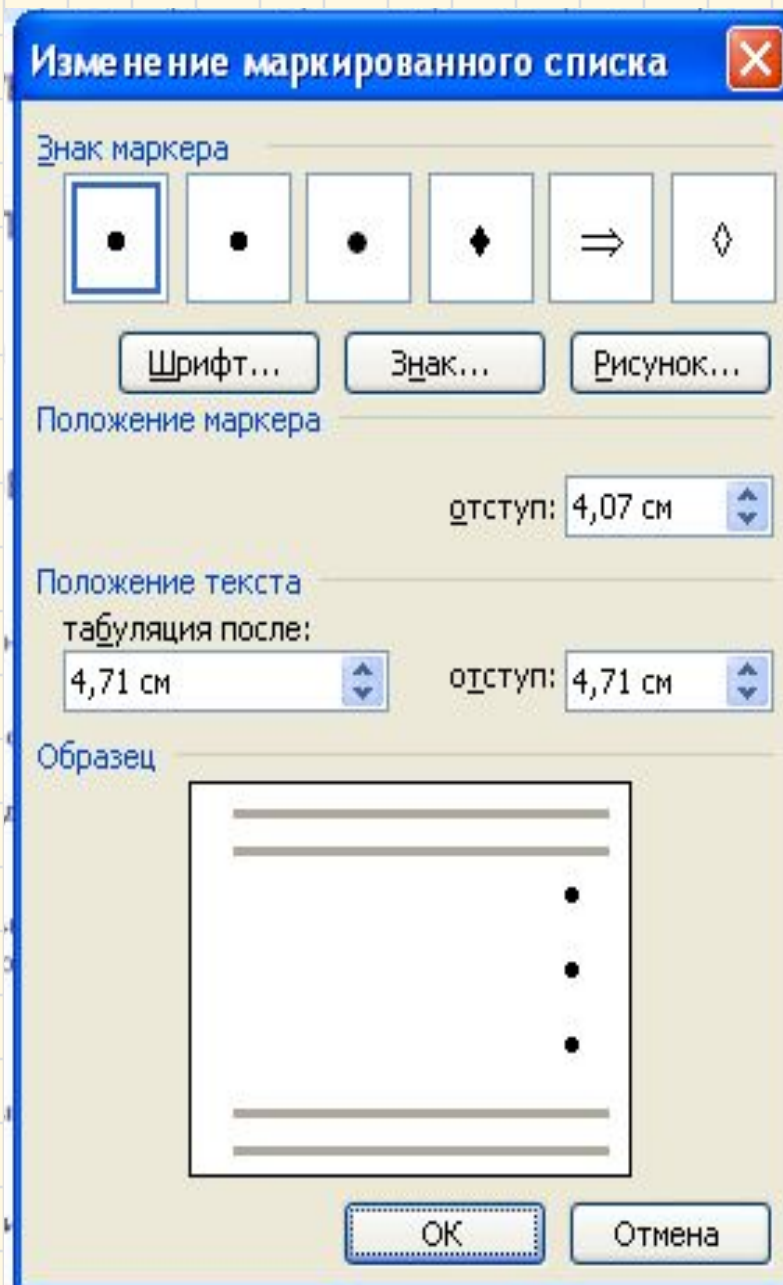 Изменение маркированного списка
Знак маркера
Шрифт...
Знак...
Рисунок...
Положение маркера
отступ: 4,07 см
Положение текста
табуляция после:
4,71 см
отступ: 4,71 см
Образец
ОК
Отмена